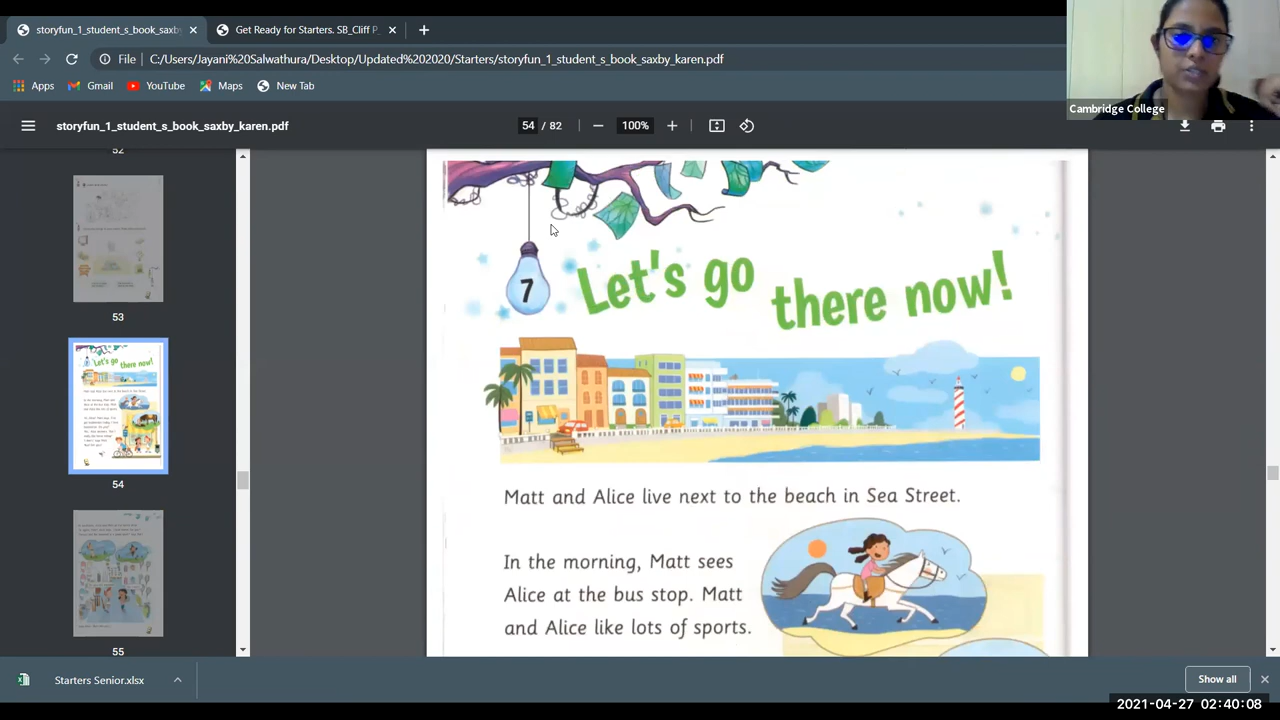 storyfun_1_student_s_book_saxb
Get Ready for Starters. SB_Cliff P
File C:/Users/Jayani%20Salwathura/Desktop/Updated%202020/Starters/storyfun_1_student_s_book_saxby_karen.pdf
Apps Gmail YouTube Maps New Tab
Cambridge College
storyfun_1_student_s_book_saxby_karen.pdf
54 / 82
100%
52
53
54
55
7
Let's go
there now!
Matt and Alice live next to the beach in Sea Street.
In the morning, Matt sees
Alice at the bus stop. Matt
and Alice like lots of sports.
Starters Senior.xlsx
Show all
2021-04-27 02:40:08